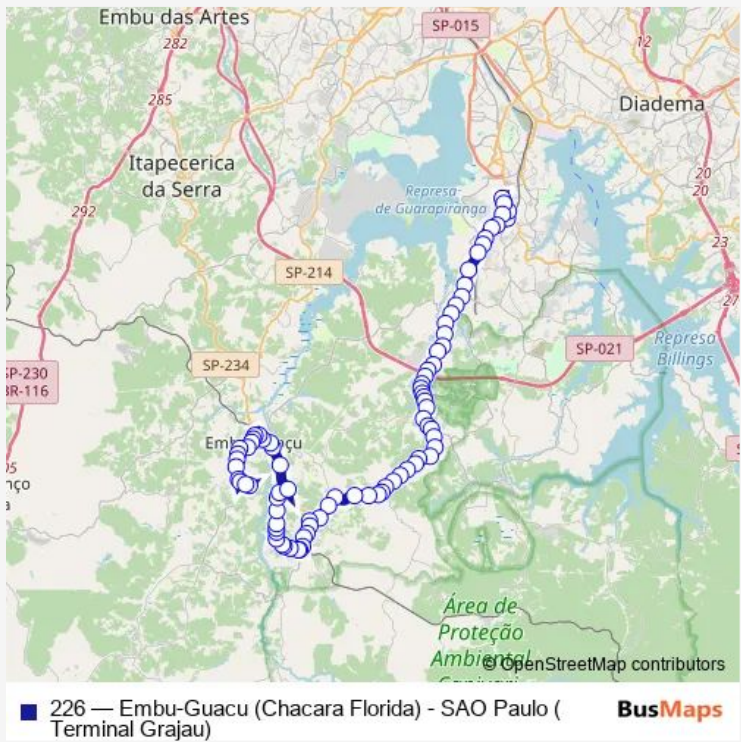 Embu das Artes
282
SP-015
12
285
Diadema
Itapecerica
da Serra
20
20
Represa
de Guarapiranga
292
23
SP-214
27
SP-021
Represa
Billings
SP-234
SP-230
BR-116
Área de
Proteção
Ambiental
© OpenStreetMap contributors
226 — Embu-Guacu (Chacara Florida) - SAO Paulo (
Terminal Grajau)
BusMaps